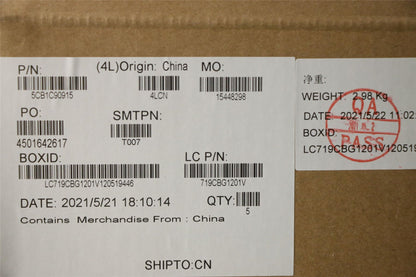 P/N: (4L)Origin: China MO:
5CB1C90915 4LCN 15448298
PO: SMTPN:
4501642617 T007
BOXID: LC P/N:
LC719CBG1201V120519446 719CBG1201V
DATE: 2021/5/21 18:10:14 QTY:
5
Contains Merchandise From : China
SHIPTO:CN
净重:
WEIGHT: 2.98 Kg
DATE: 2021/5/22 11:02
BOXID:
LC719CBG1201V120519
QA
PASS